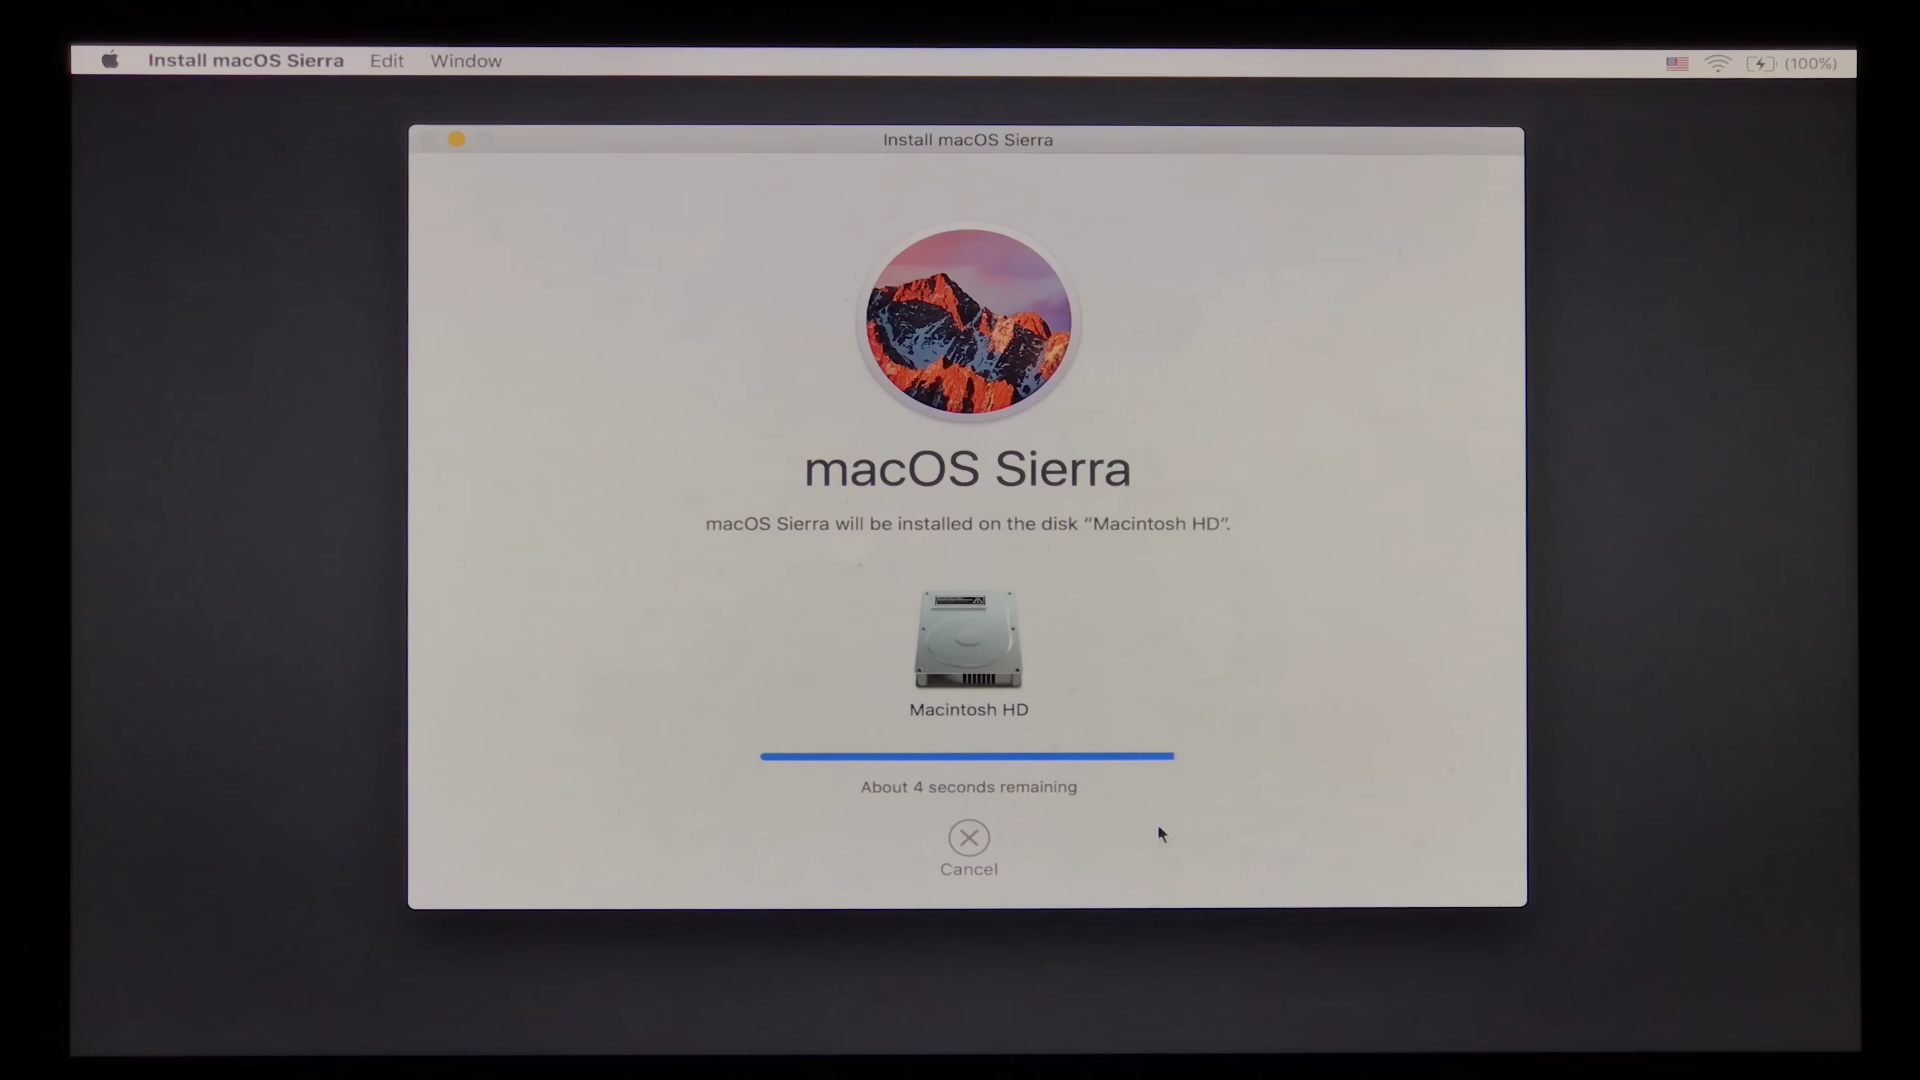 Install macOS Sierra Edit Window (100%)
Install macOS Sierra
macOS Sierra
macOS Sierra will be installed on the disk "Macintosh HD".
Macintosh HD
About 4 seconds remaining
Cancel